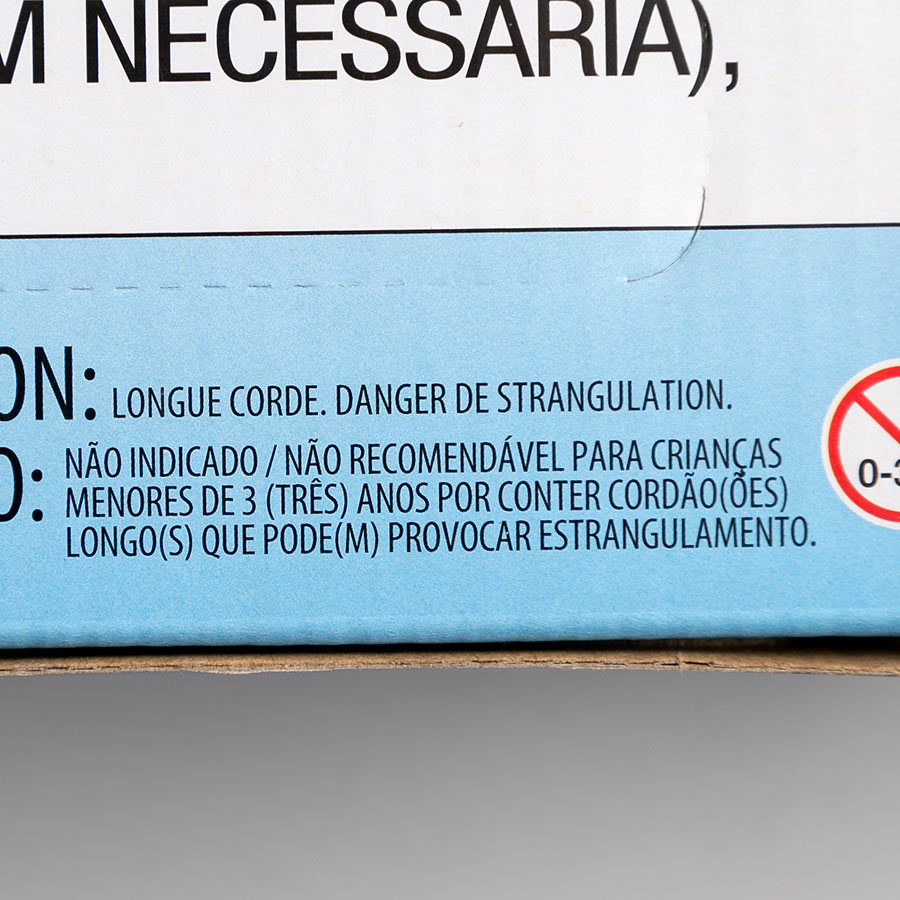 M NECESSÁRIA),
ON: LONGUE CORDE. DANGER DE STRANGULATION.
O: NÃO INDICADO / NÃO RECOMENDÁVEL PARA CRIANÇAS
MENORES DE 3 (TRÊS) ANOS POR CONTER CORDÃO(ÕES)
LONGO(S) QUE PODE(M) PROVOCAR ESTRANGULAMENTO.
0-3